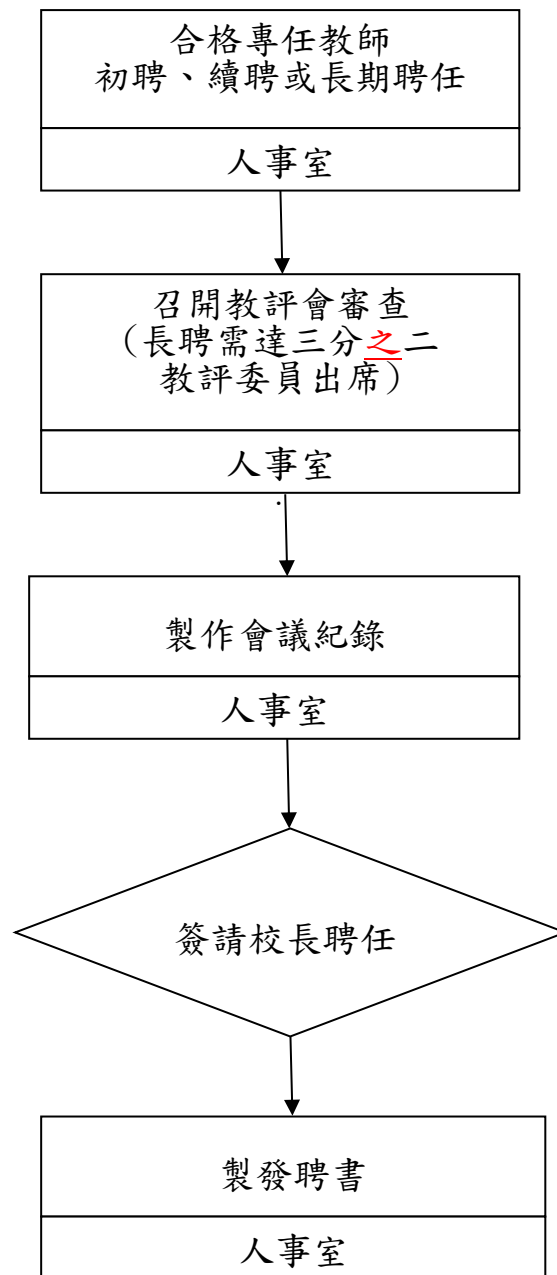 合格專任教師
初聘、續聘或長期聘任
人事室
召開教評會審查
(長聘需達三分之二
教評委員出席)
人事室
製作會議紀錄
人事室
簽請校長聘任
製發聘書
人事室